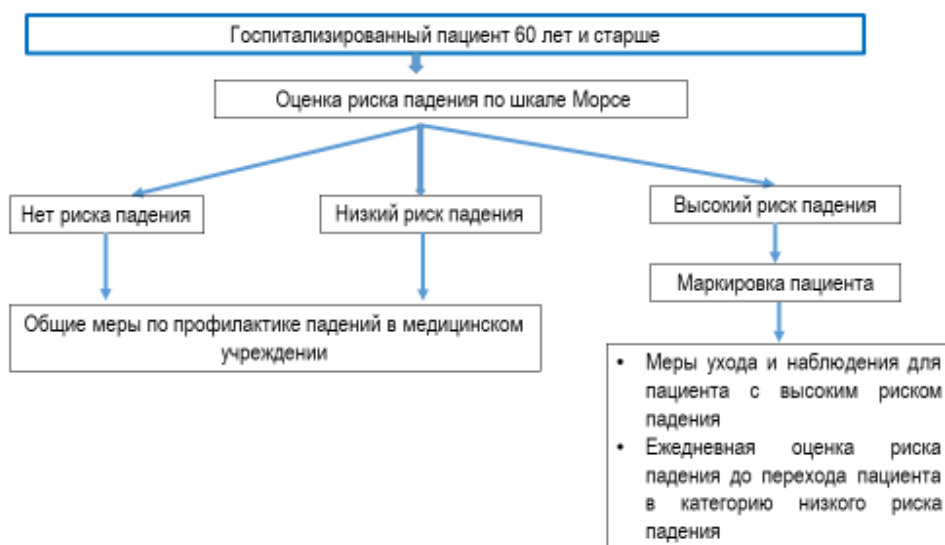 Госпитализированный пациент 60 лет и старше
Оценка риска падения по шкале Морсе
Нет риска падения
Низкий риск падения
Высокий риск падения
Маркировка пациента
Общие меры по профилактике падений в медицинском
учреждении
• Меры ухода и наблюдения для
пациента с высоким риском
падения
• Ежедневная оценка риска
падения до перехода пациента
в категорию низкого риска
падения